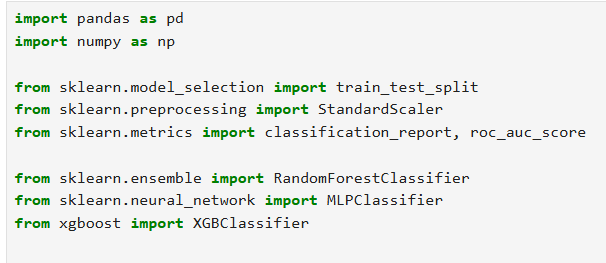 import pandas as pd
import numpy as np
from sklearn.model_selection import train_test_split
from sklearn.preprocessing import StandardScaler
from sklearn.metrics import classification_report, roc_auc_score
from sklearn.ensemble import RandomForestClassifier
from sklearn.neural_network import MLPClassifier
from xgboost import XGBClassifier